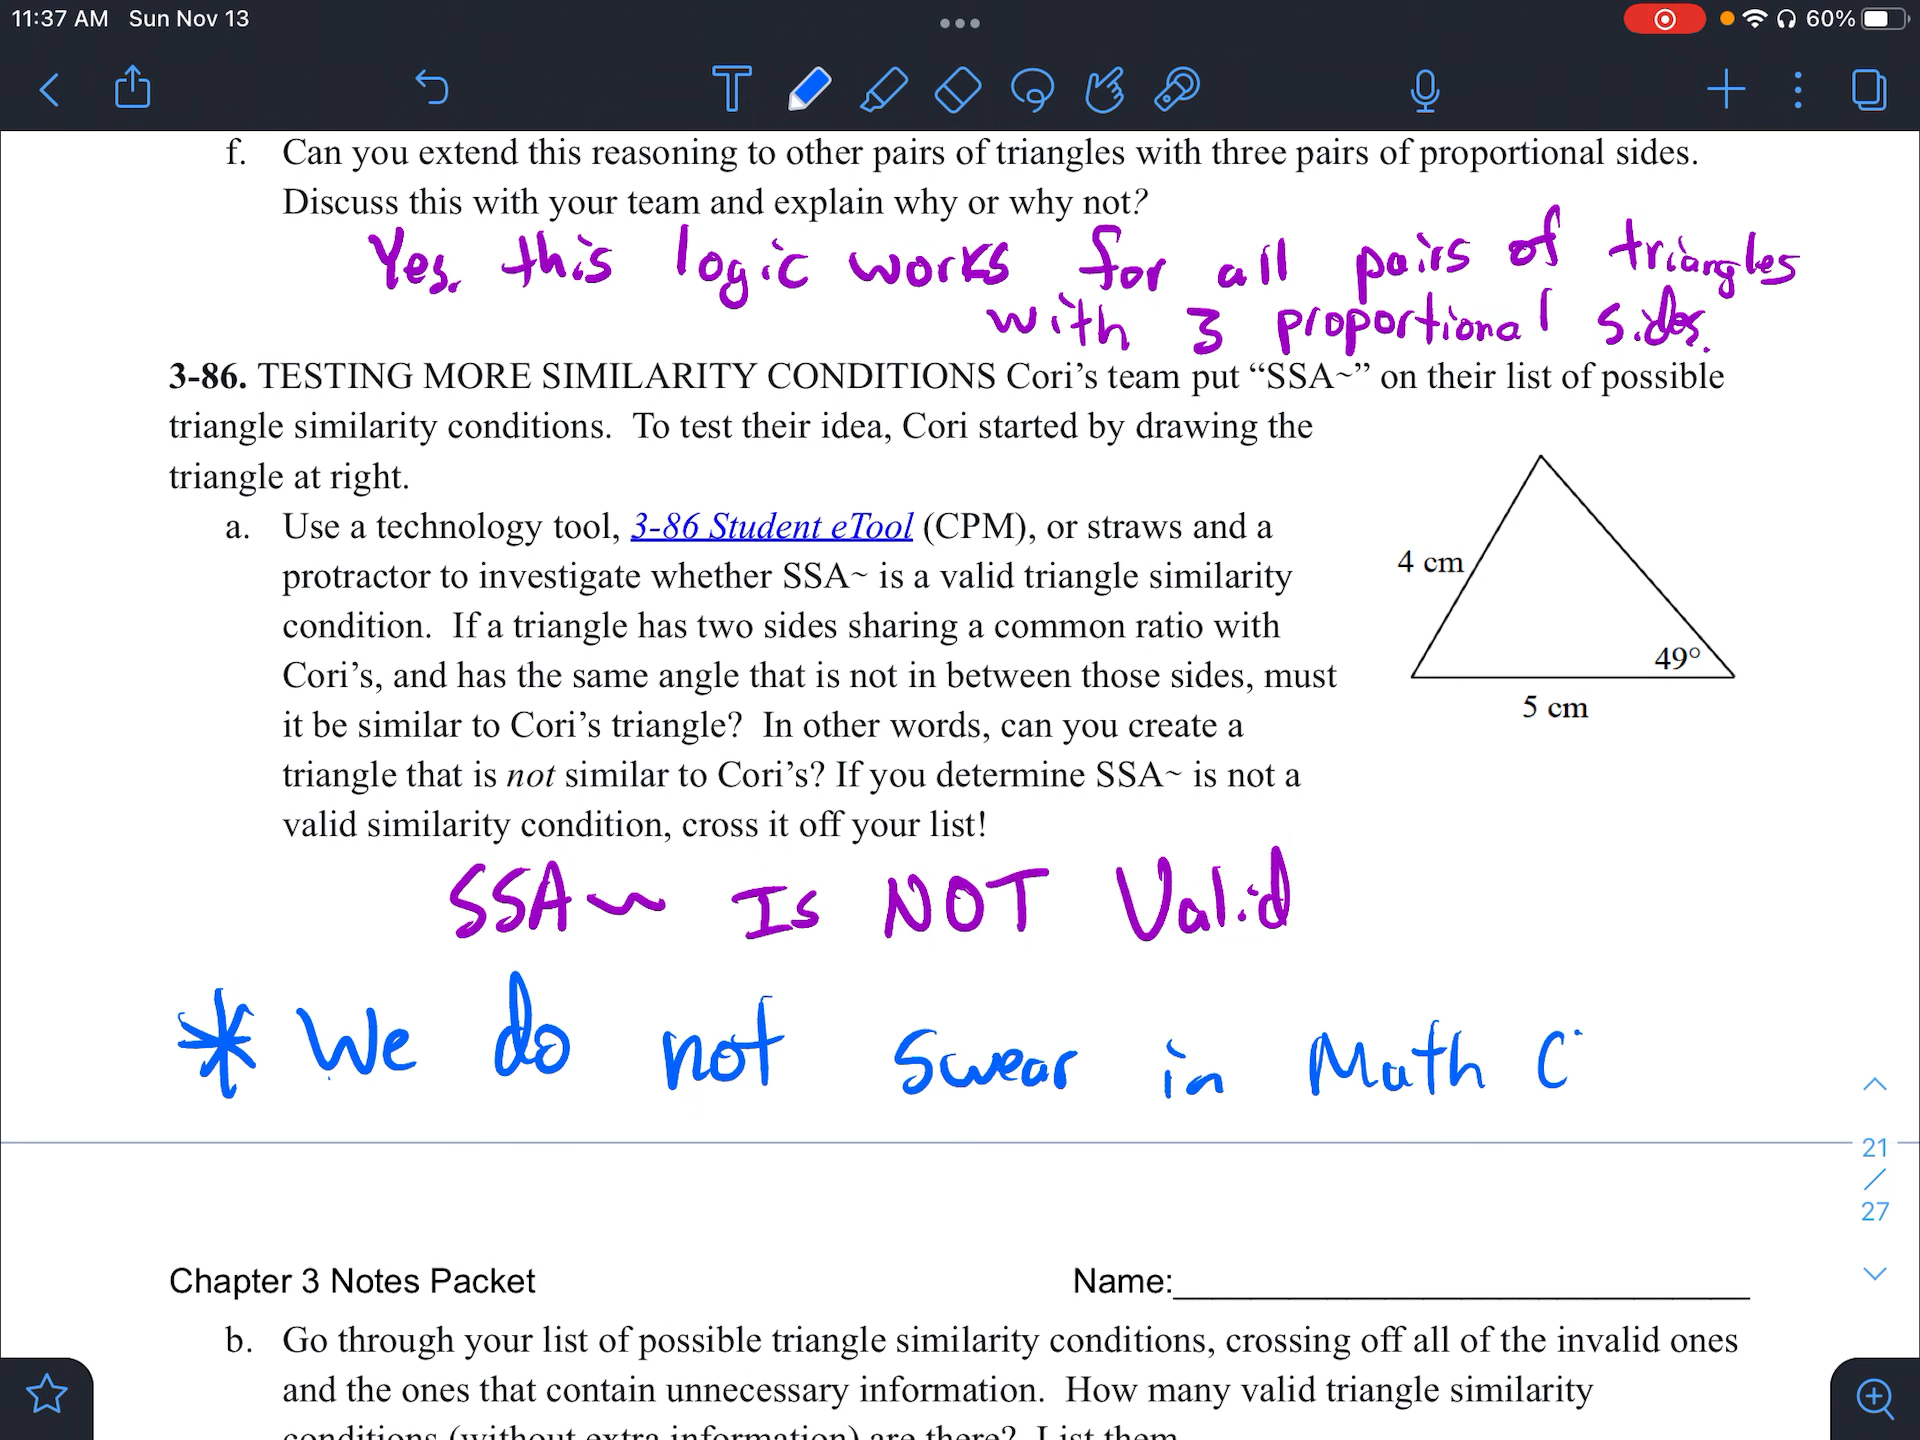 11:37 AM Sun Nov 13
60%
T
f. Can you extend this reasoning to other pairs of triangles with three pairs of proportional sides.
Discuss this with your team and explain why or why not?
Yes. this logic works for all pairs of triangles
with 3 proportional sides.
3-86. TESTING MORE SIMILARITY CONDITIONS Cori's team put “SSA~” on their list of possible
triangle similarity conditions. To test their idea, Cori started by drawing the
triangle at right.
a. Use a technology tool, 3-86 Student eTool (CPM), or straws and a
protractor to investigate whether SSA~ is a valid triangle similarity
condition. If a triangle has two sides sharing a common ratio with
Cori's, and has the same angle that is not in between those sides, must
it be similar to Cori's triangle? In other words, can you create a
triangle that is not similar to Cori's? If you determine SSA~ is not a
valid similarity condition, cross it off your list!
4 cm
49°
5 cm
SSA~ Is NOT Valid
* We do not swear in Math C
21
/
27
Chapter 3 Notes Packet Name:
b. Go through your list of possible triangle similarity conditions, crossing off all of the invalid ones
and the ones that contain unnecessary information. How many valid triangle similarity
conditions (without extra information) are there? List them